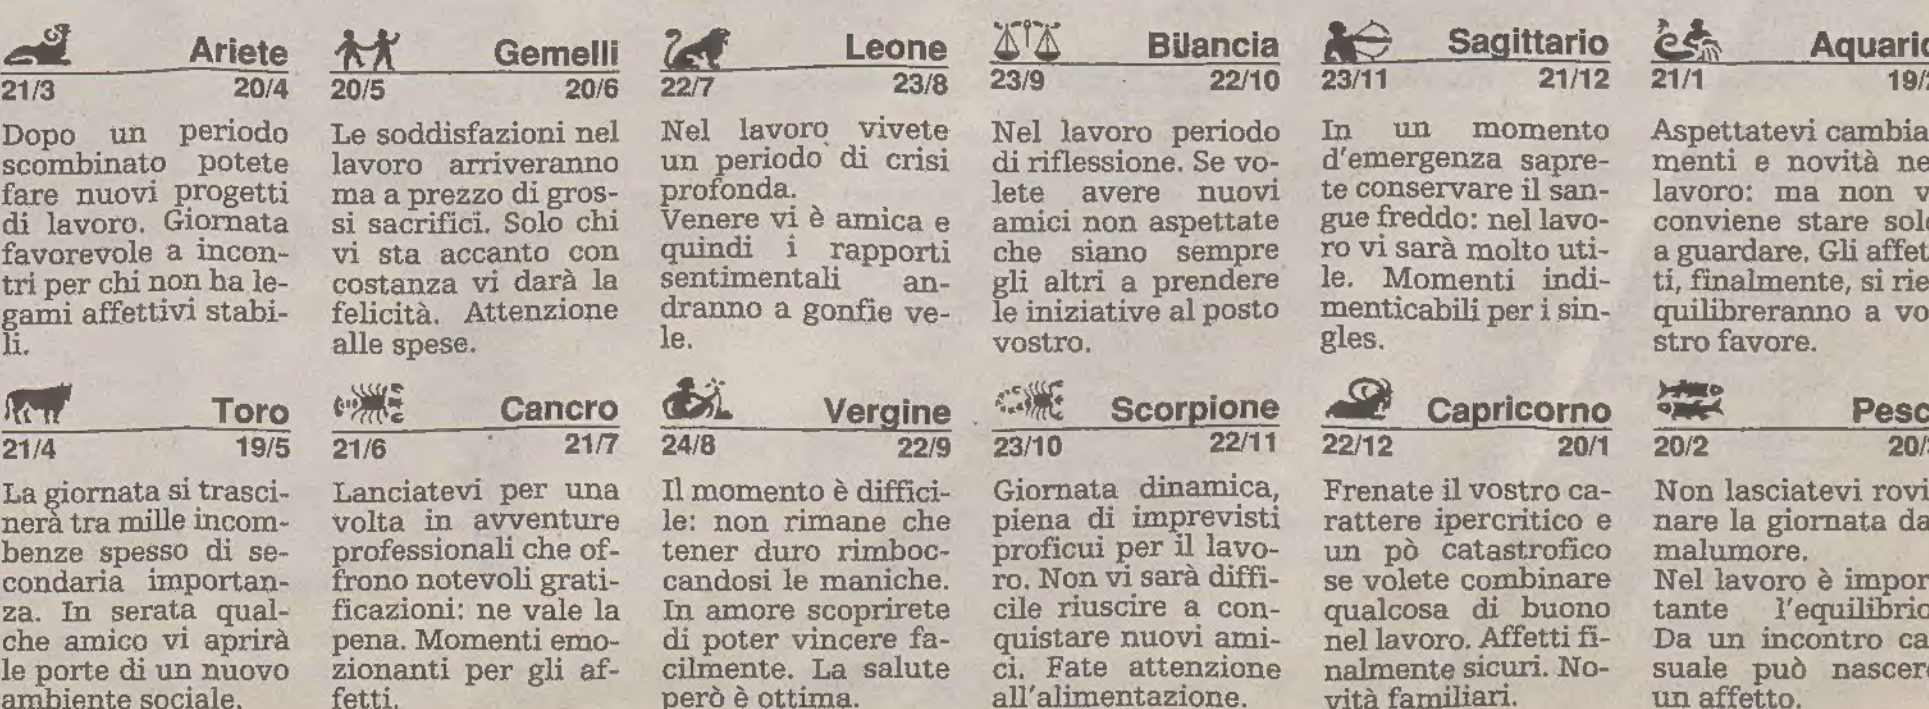 Ariete
21/3 20/4
Dopo un periodo
scombinato potete
fare nuovi progetti
di lavoro. Giornata
favorevole a incon-
tri per chi non ha le-
gami affettivi stabi-
li.
Toro
21/4 19/5
La giornata si trasci-
nerà tra mille incom-
benze spesso di se-
condaria importan-
za. In serata qual-
che amico vi aprirà
le porte di un nuovo
ambiente sociale.
Gemelli
20/5 20/6
Le soddisfazioni nel
lavoro arriveranno
ma a prezzo di gros-
si sacrifici. Solo chi
vi sta accanto con
costanza vi darà la
felicità. Attenzione
alle spese.
Cancro
21/6 21/7
Lanciatevi per una
volta in avventure
professionali che of-
frono notevoli grati-
ficazioni: ne vale la
pena. Momenti emo-
zionanti per gli af-
fetti.
Leone
22/7 23/8
Nel lavoro vivete
un periodo di crisi
profonda.
Venere vi è amica e
quindi i rapporti
sentimentali an-
dranno a gonfie ve-
le.
Vergine
24/8 22/9
Il momento è diffici-
le: non rimane che
tener duro rimboc-
candosi le maniche.
In amore scoprirete
di poter vincere fa-
cilmente. La salute
però è ottima.
Bilancia
23/9 22/10
Nel lavoro periodo
di riflessione. Se vo-
lete avere nuovi
amici non aspettate
che siano sempre
gli altri a prendere
le iniziative al posto
vostro.
Scorpione
23/10 22/11
Giornata dinamica,
piena di imprevisti
proficui per il lavo-
ro. Non vi sarà diffi-
cile riuscire a con-
quistare nuovi ami-
ci. Fate attenzione
all'alimentazione.
Sagittario
23/11 21/12
In un momento
d'emergenza sapre-
te conservare il san-
gue freddo: nel lavo-
ro vi sarà molto uti-
le. Momenti indi-
menticabili per i sin-
gles.
Capricorno
22/12 20/1
Frenate il vostro ca-
rattere ipercritico e
un pò catastrofico
se volete combinare
qualcosa di buono
nel lavoro. Affetti fi-
nalmente sicuri. No-
vità familiari.
Aquario
21/1 19/
Aspettatevi cambia
menti e novità ne
lavoro: ma non v
conviene stare solo
a guardare. Gli affet
ti, finalmente, si rie
quilibreranno a vo
stro favore.
Pesc
20/2 20/
Non lasciatevi rovi
nare la giornata da
malumore.
Nel lavoro è impor
tante l'equilibrio
Da un incontro ca
suale può nascere
un affetto.